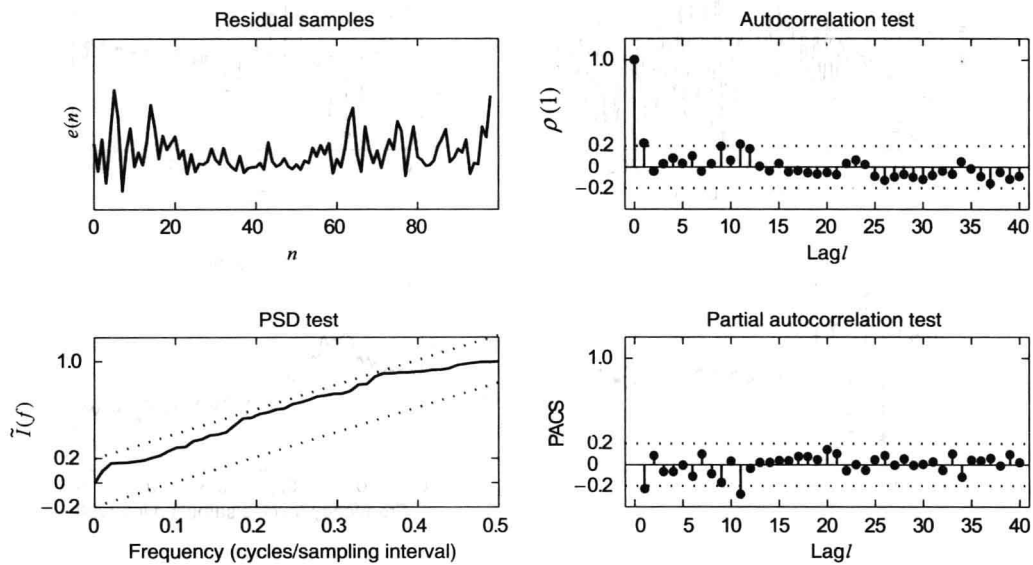 Residual samples
e(n)
0 20 40 60 80
n
Autocorrelation test
1.0
0.2
0
−0.2
ρ(1)
0 5 10 15 20 25 30 35 40
Lag l
PSD test
1.0
0.2
0
−0.2
Ĩ(f)
0 0.1 0.2 0.3 0.4 0.5
Frequency (cycles/sampling interval)
Partial autocorrelation test
1.0
0.2
0
−0.2
PACS
0 5 10 15 20 25 30 35 40
Lag l